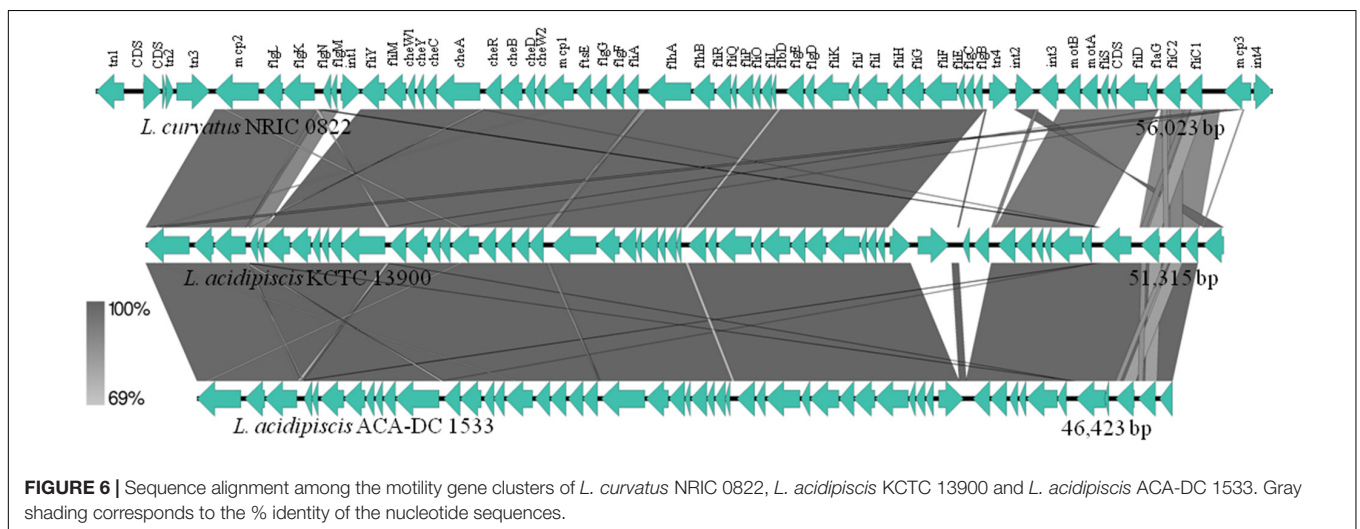 tn1 CDS CDS tn2 tn3 mcp2 flgL flgK flgN flgM int1 fliY fliM cheW1 cheY cheC cheA cheR cheB cheD cheW2 mcp1 ftsE flgG flgF fliA flhA flhB fliR fliQ fliP fliO fliL flbD flgE flgD fliK fliJ fliI fliH fliG fliF fliE flgC flgB tr4 int2 int3 motB motA fliS CDS fliD flaG fliC2 fliC1 mcp3 int4
L. curvatus NRIC 0822 56,023 bp
L. acidipiscis KCTC 13900 51,315 bp
100%
69%
L. acidipiscis ACA-DC 1533 46,423 bp
FIGURE 6 | Sequence alignment among the motility gene clusters of L. curvatus NRIC 0822, L. acidipiscis KCTC 13900 and L. acidipiscis ACA-DC 1533. Gray
shading corresponds to the % identity of the nucleotide sequences.